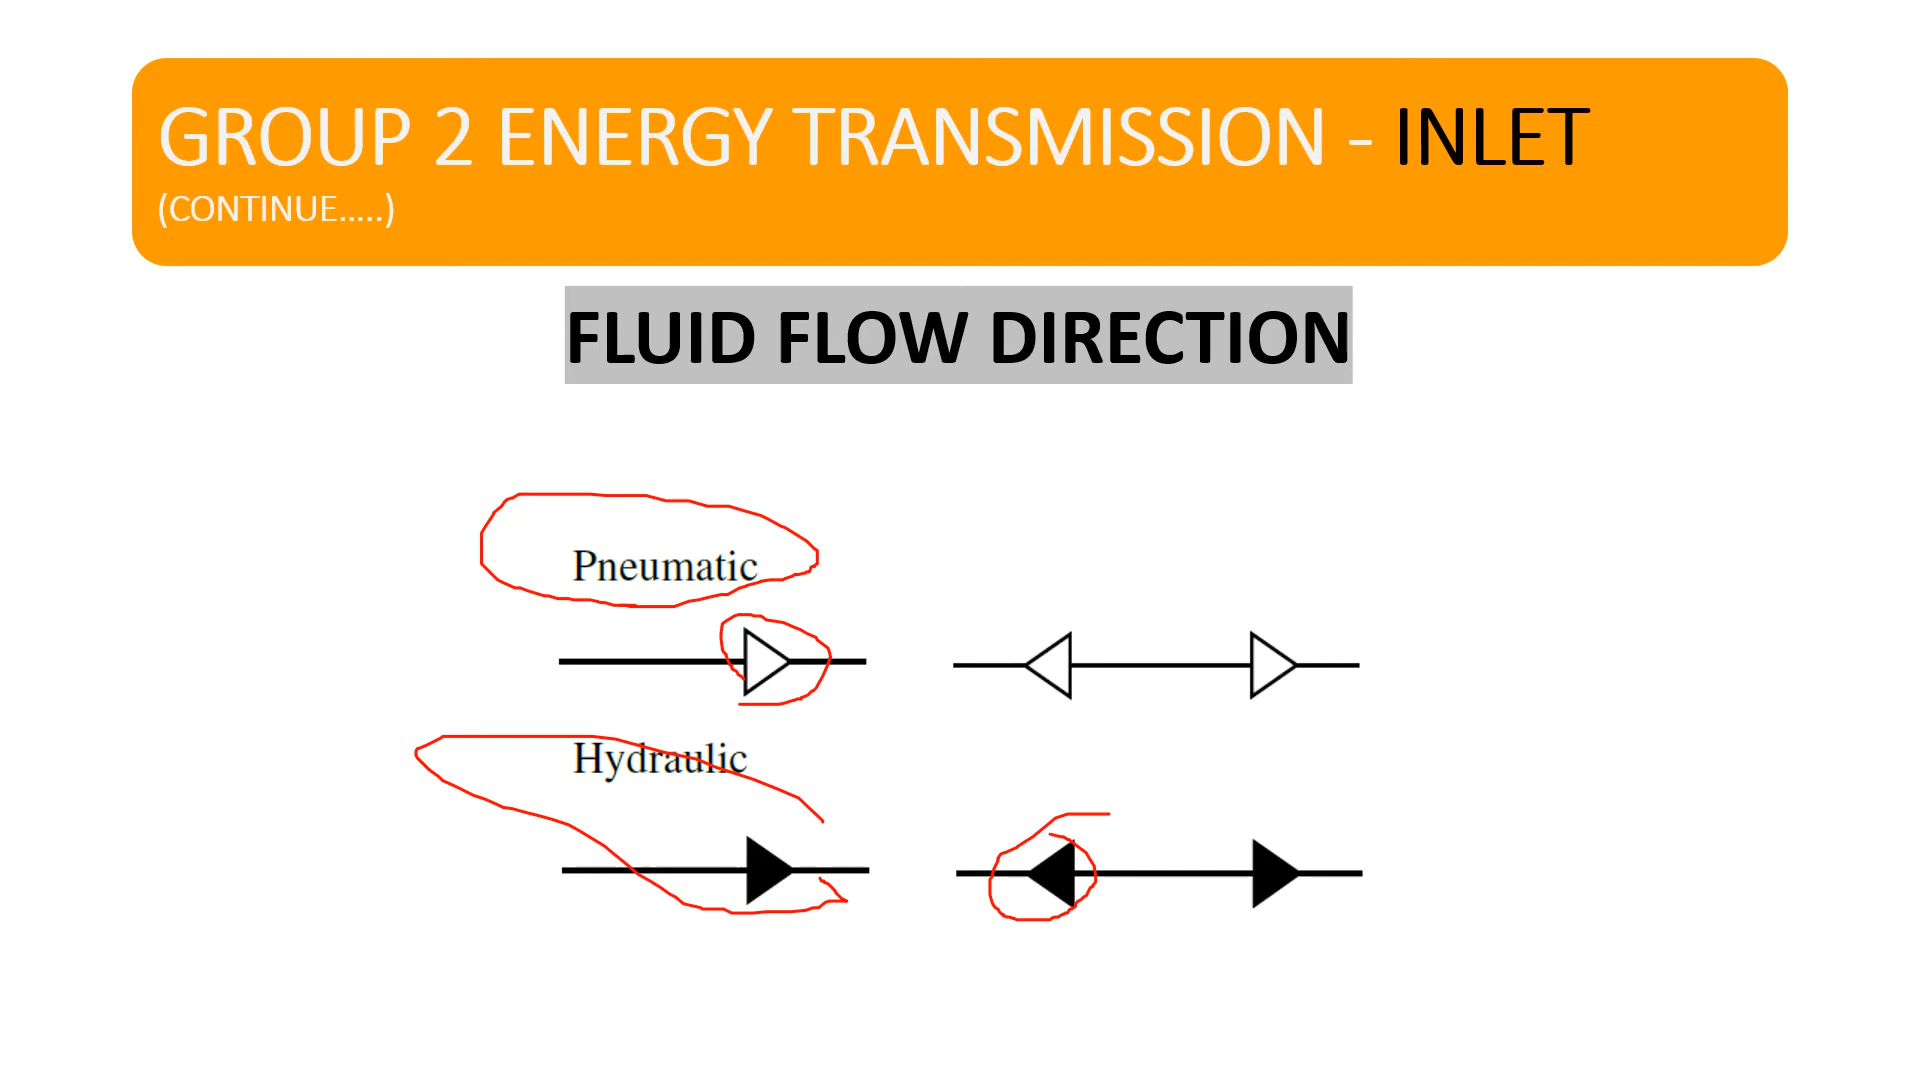 GROUP 2 ENERGY TRANSMISSION - INLET
(CONTINUE.....)
FLUID FLOW DIRECTION
Pneumatic
Hydraulic